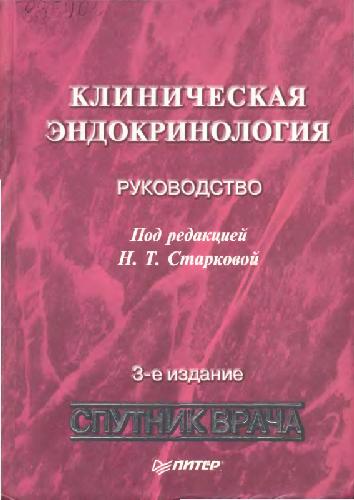 КЛИНИЧЕСКАЯ
ЭНДОКРИНОЛОГИЯ
РУКОВОДСТВО
Под редакцией
Н. Т. Старковой
3-е издание
СПУТНИК ВРАЧА
ПИТЕР